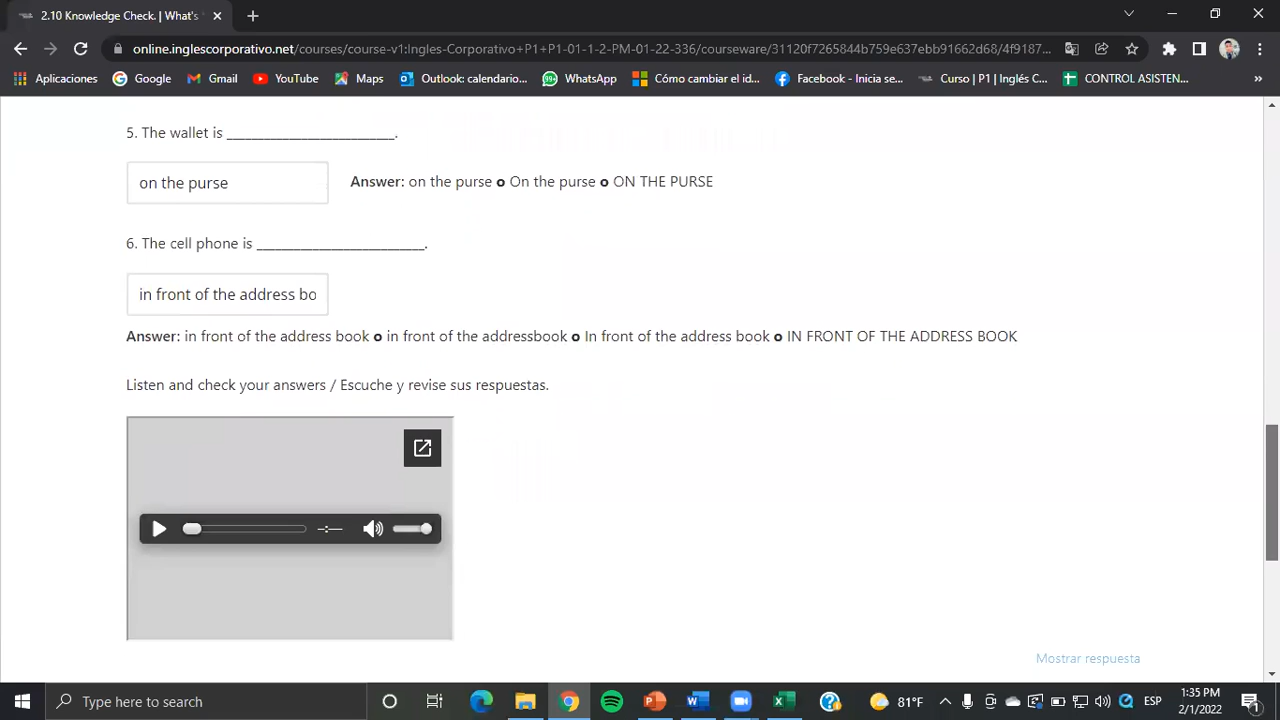 2.10 Knowledge Check. | What's
online.inglescorporativo.net/courses/course-v1:Ingles-Corporativo+P1+P1-01-1-2-PM-01-22-336/courseware/31120f7265844b759e637ebb91662d68/4f9187...
Aplicaciones Google Gmail YouTube Maps Outlook: calendario... WhatsApp Cómo cambiar el id... Facebook - Inicia se... Curso | P1 | Inglés C... CONTROL ASISTEN... »
5. The wallet is ________________________.
on the purse Answer: on the purse o On the purse o ON THE PURSE
6. The cell phone is ________________________.
in front of the address bo
Answer: in front of the address book o in front of the addressbook o In front of the address book o IN FRONT OF THE ADDRESS BOOK
Listen and check your answers / Escuche y revise sus respuestas.
--:--
Mostrar respuesta
Type here to search 81°F ESP 1:35 PM
2/1/2022 1